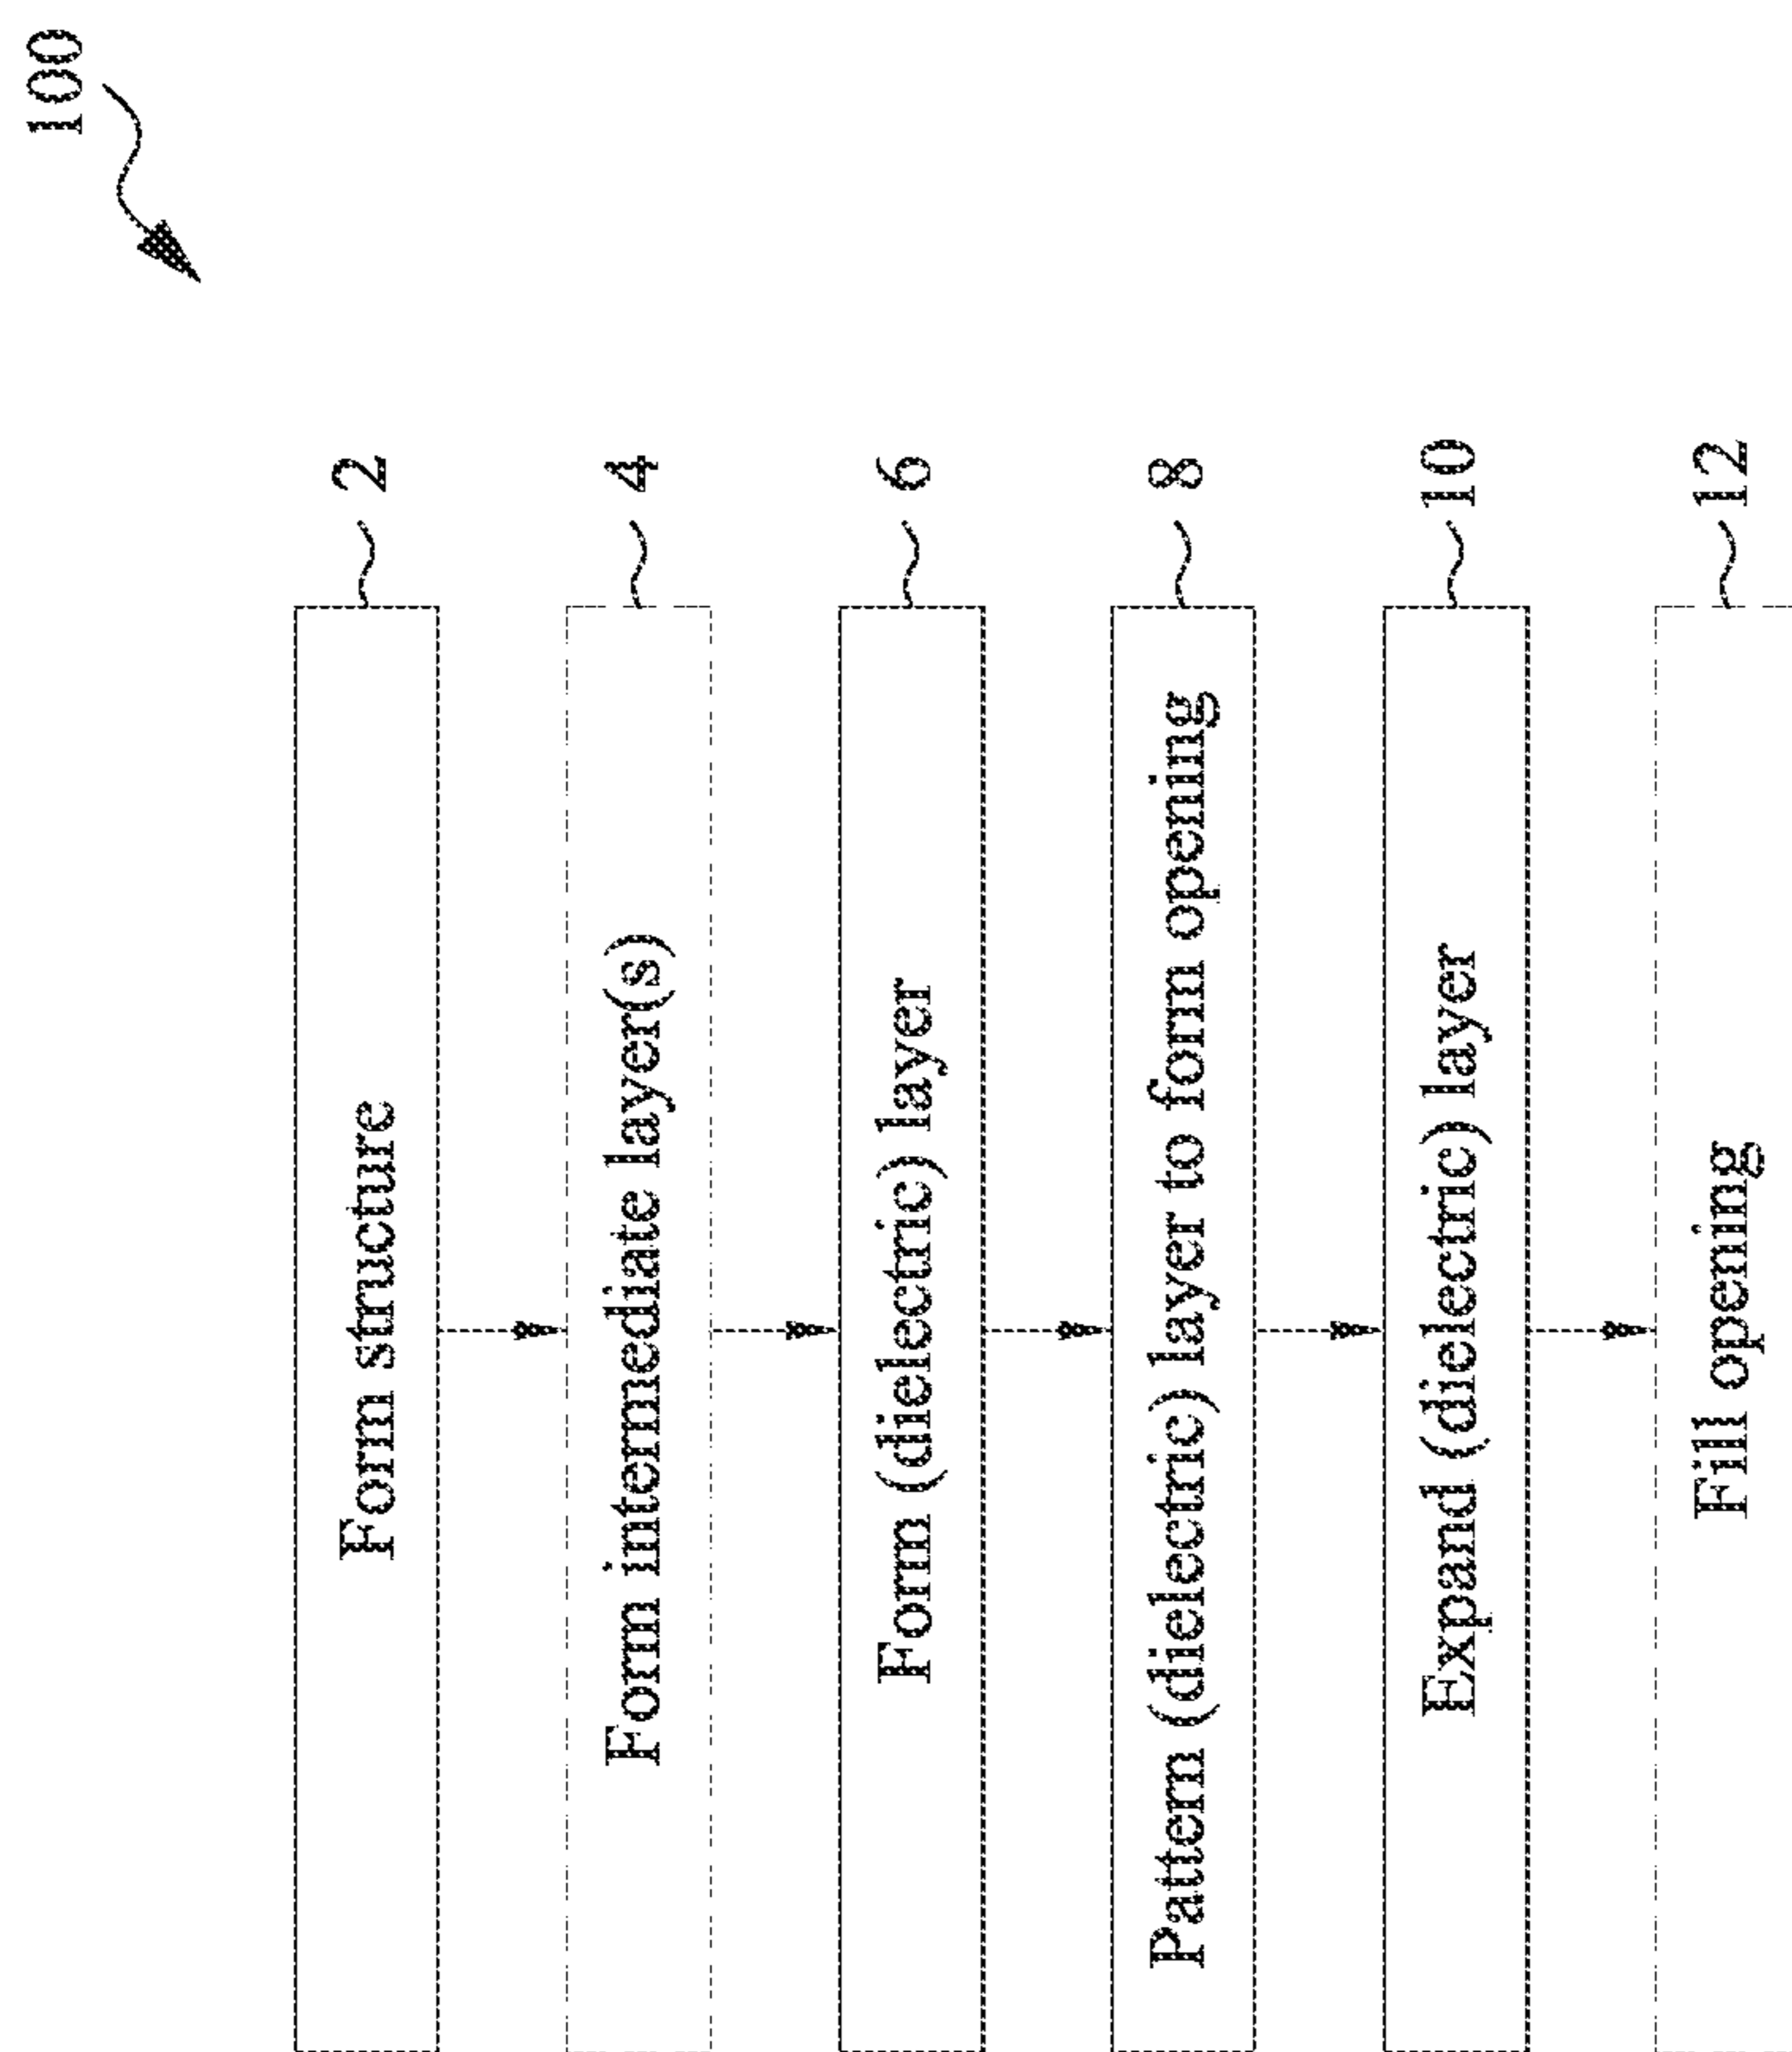 100
Form structure
2
Form intermediate layer(s)
4
Form (dielectric) layer
6
Pattern (dielectric) layer to form opening
8
Expand (dielectric) layer
10
Fill opening
12